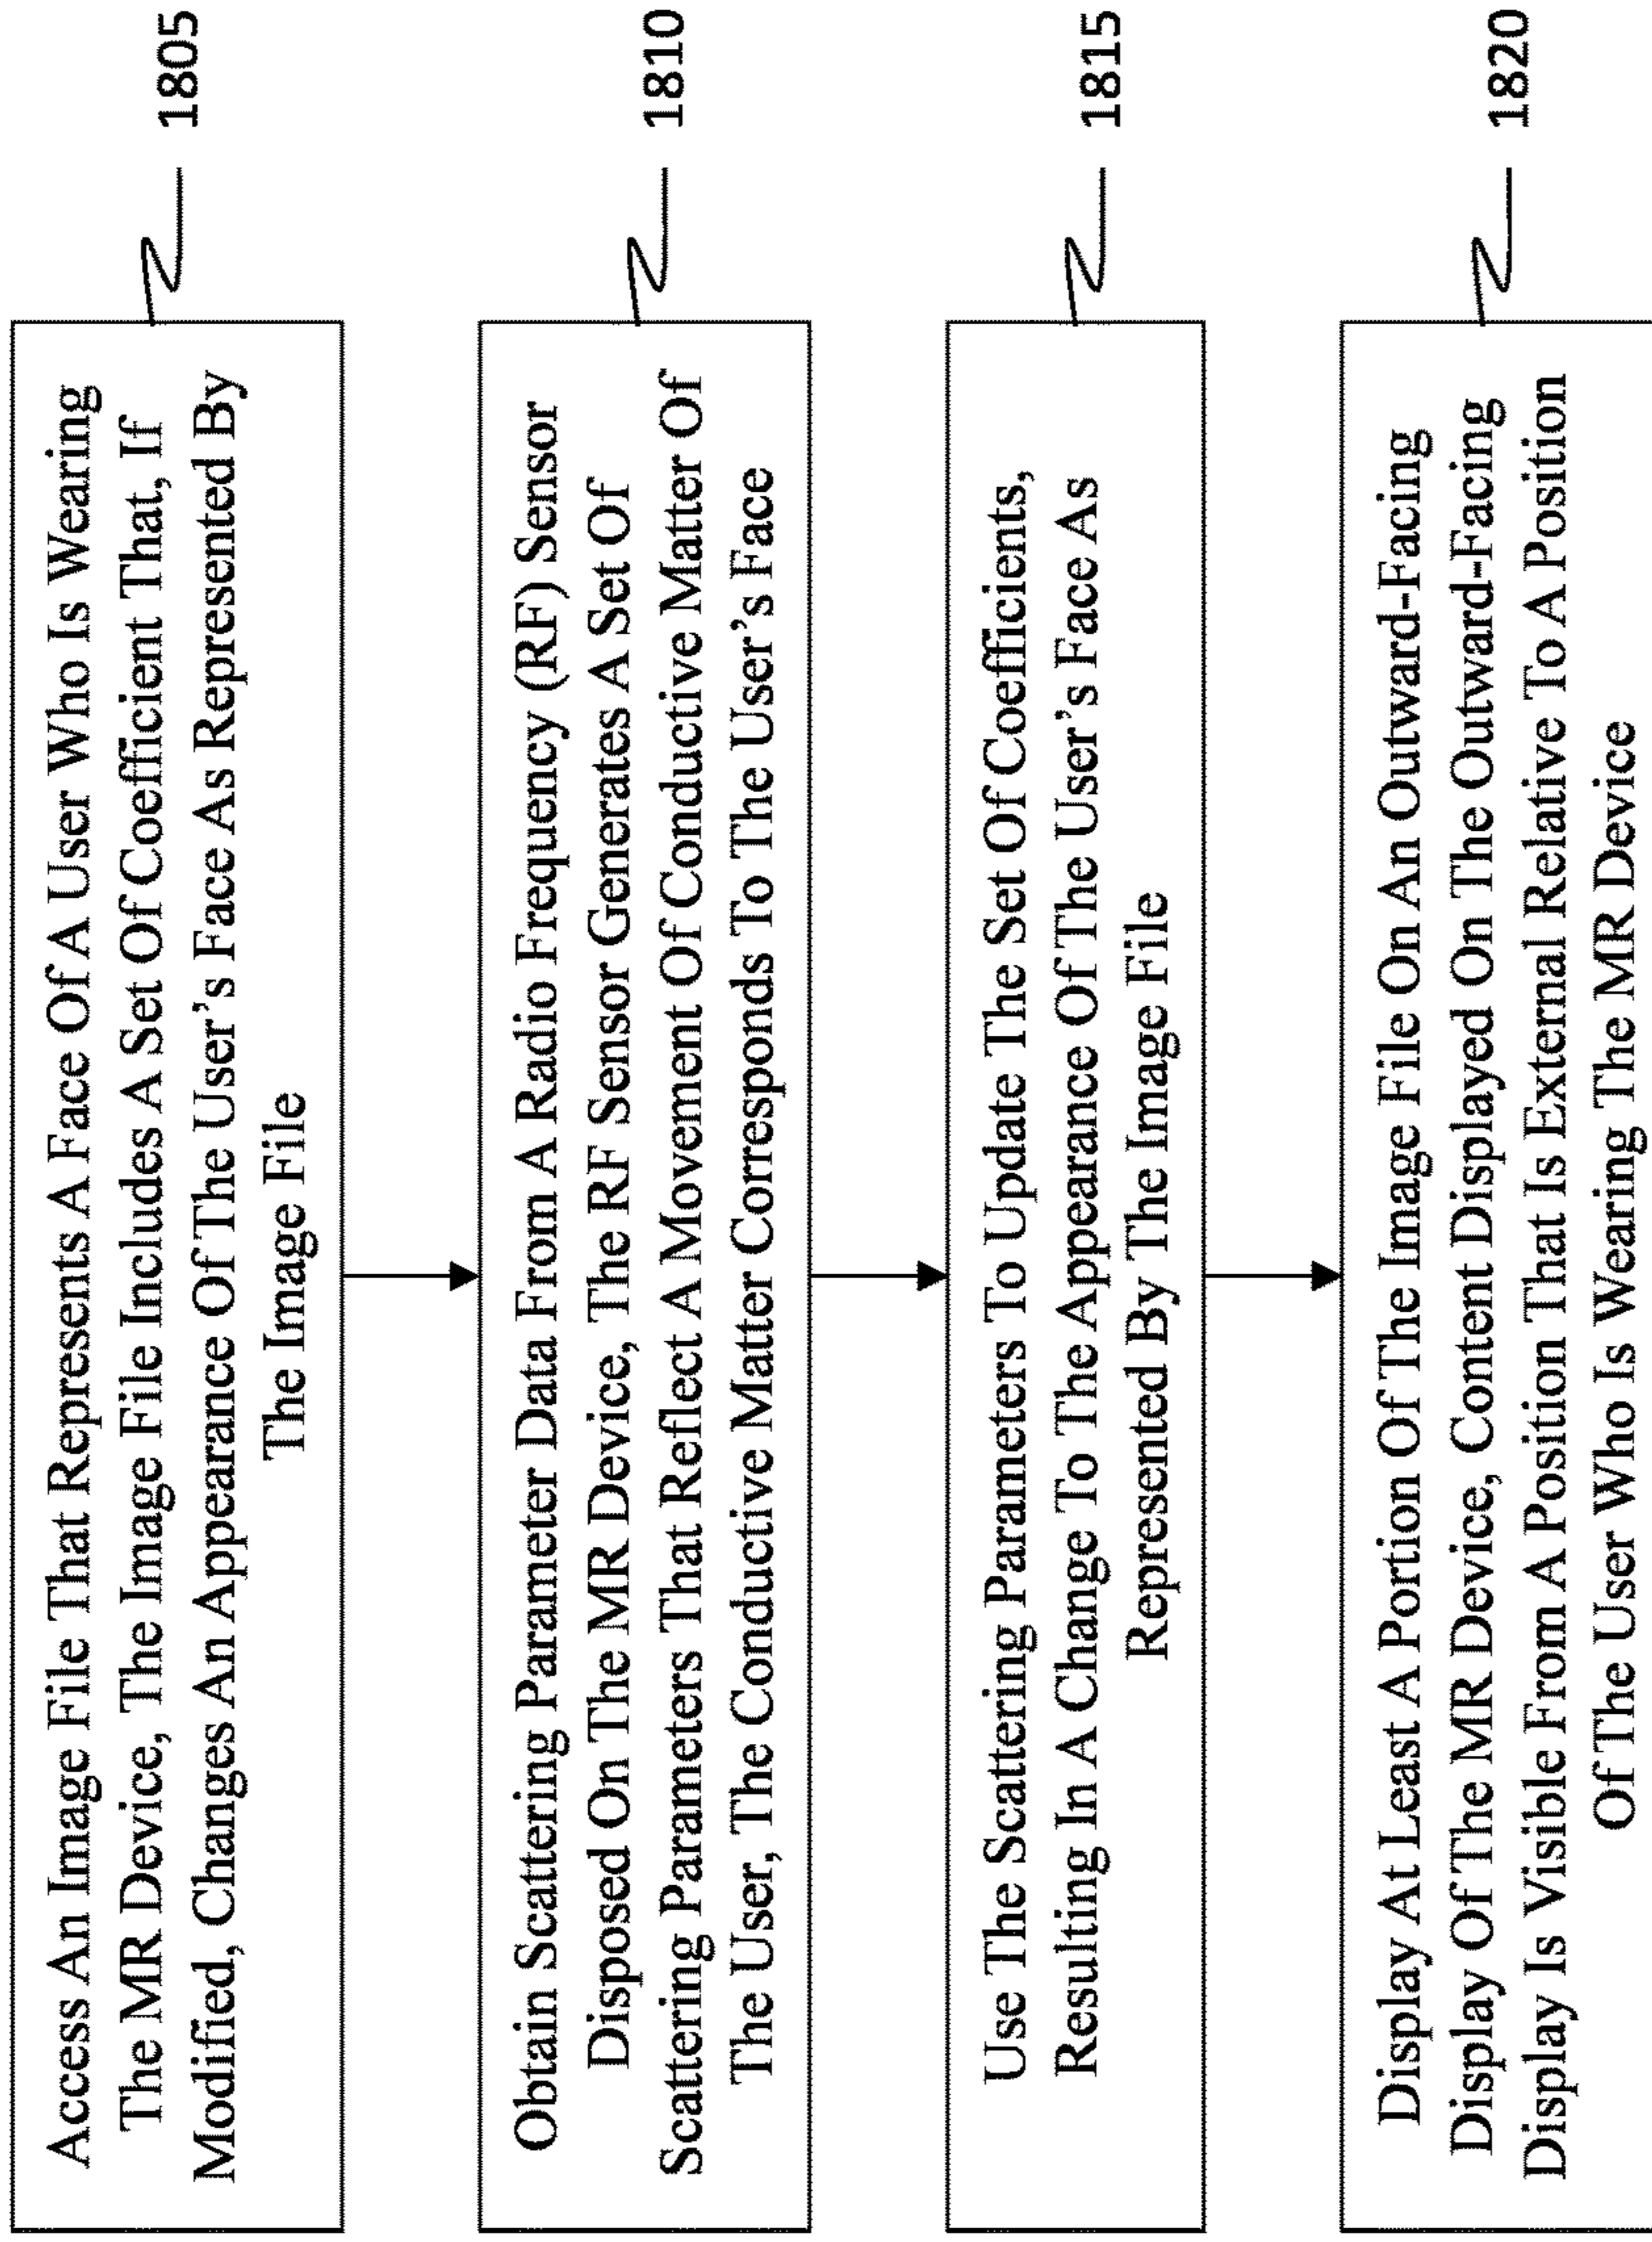 Access An Image File That Represents A Face Of A User Who Is Wearing
The MR Device, The Image File Includes A Set Of Coefficient That, If
Modified, Changes An Appearance Of The User's Face As Represented By
The Image File
1805
Obtain Scattering Parameter Data From A Radio Frequency (RF) Sensor
Disposed On The MR Device, The RF Sensor Generates A Set Of
Scattering Parameters That Reflect A Movement Of Conductive Matter Of
The User, The Conductive Matter Corresponds To The User's Face
1810
Use The Scattering Parameters To Update The Set Of Coefficients,
Resulting In A Change To The Appearance Of The User's Face As
Represented By The Image File
1815
Display At Least A Portion Of The Image File On An Outward-Facing
Display Of The MR Device, Content Displayed On The Outward-Facing
Display Is Visible From A Position That Is External Relative To A Position
Of The User Who Is Wearing The MR Device
1820